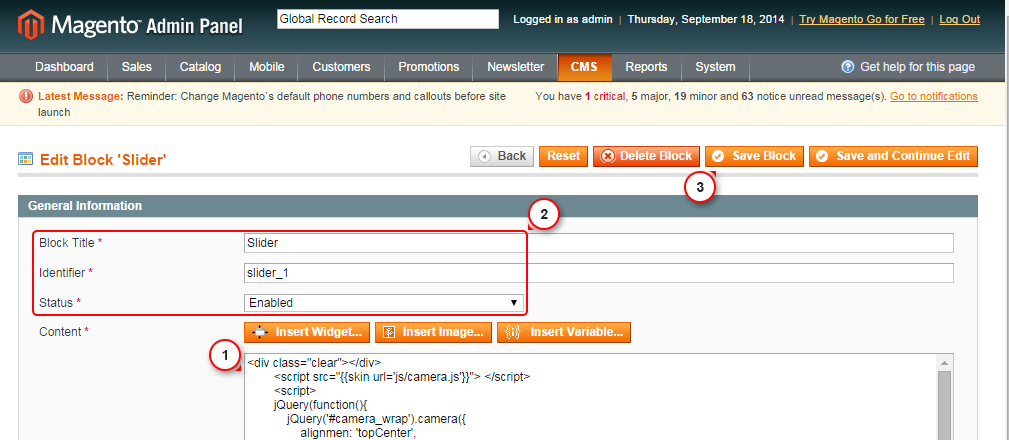 Magento™ Admin Panel
Global Record Search
Logged in as admin | Thursday, September 18, 2014 | Try Magento Go for Free | Log Out
Dashboard Sales Catalog Mobile Customers Promotions Newsletter CMS Reports System Get help for this page
Latest Message: Reminder: Change Magento`s default phone numbers and callouts before site launch
You have 1 critical, 5 major, 19 minor and 63 notice unread message(s). Go to notifications
Edit Block 'Slider'
Back Reset Delete Block Save Block Save and Continue Edit
3
General Information
2
Block Title * Slider
Identifier * slider_1
Status * Enabled
Content * Insert Widget... Insert Image... Insert Variable...
1
<div class="clear"></div>
<script src="{{skin url='js/camera.js'}}"> </script>
<script>
jQuery(function(){
jQuery('#camera_wrap').camera({
alignmen: 'topCenter',